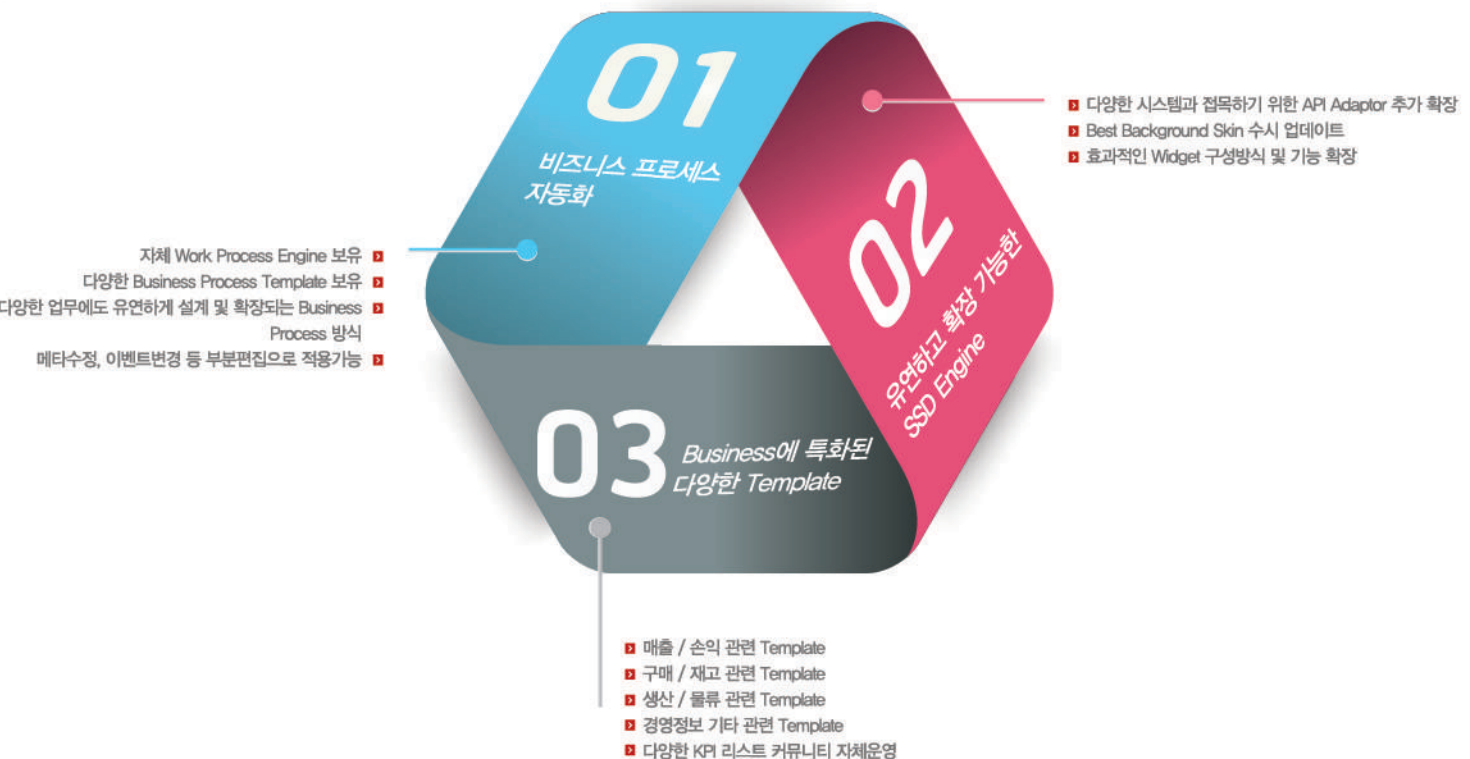 01
비즈니스 프로세스
자동화
자체 Work Process Engine 보유
다양한 Business Process Template 보유
다양한 업무에도 유연하게 설계 및 확장되는 Business
Process 방식
메타수정, 이벤트변경 등 부분편집으로 적용가능
02
유연하고 확장 가능한
SSD Engine
다양한 시스템과 접목하기 위한 API Adaptor 추가 확장
Best Background Skin 수시 업데이트
효과적인 Widget 구성방식 및 기능 확장
03
Business에 특화된
다양한 Template
매출 / 손익 관련 Template
구매 / 재고 관련 Template
생산 / 물류 관련 Template
경영정보 기타 관련 Template
다양한 KPI 리스트 커뮤니티 자체운영